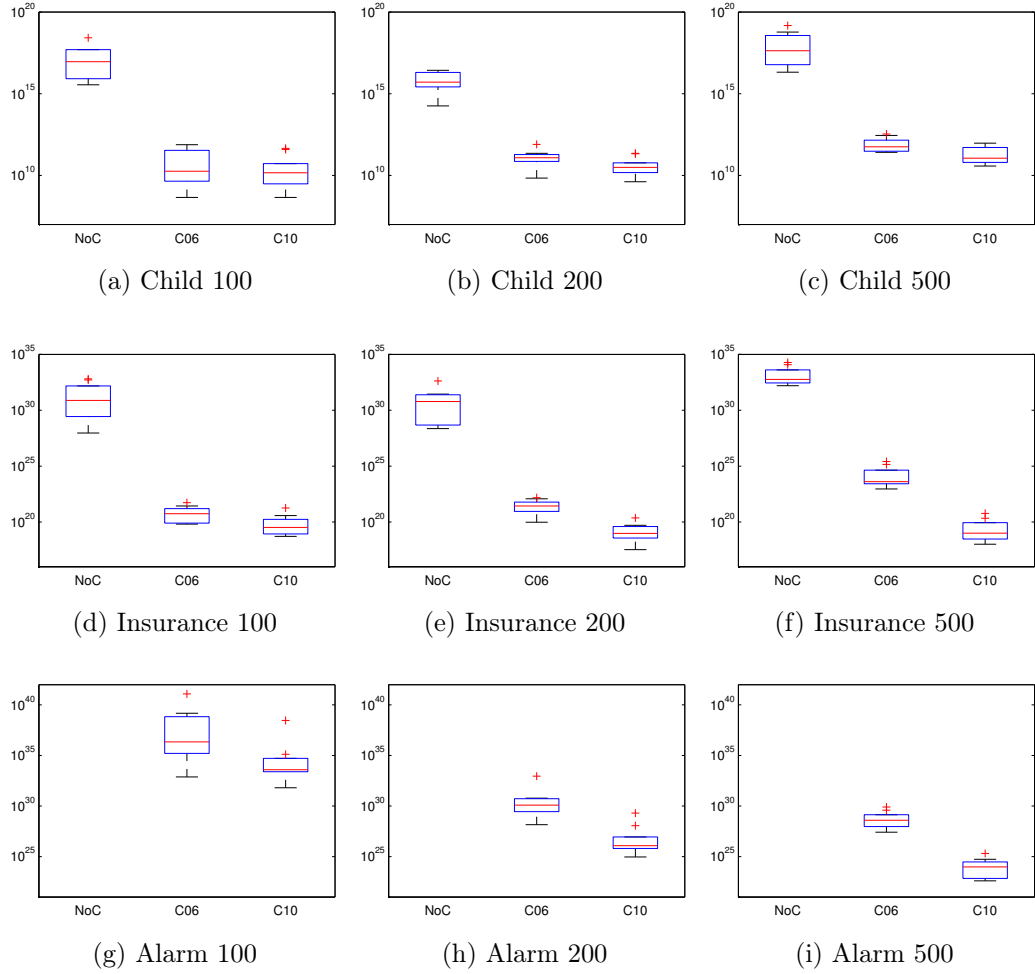 10^20
10^15
10^10
NoC C06 C10
(a) Child 100
10^20
10^15
10^10
NoC C06 C10
(b) Child 200
10^20
10^15
10^10
NoC C06 C10
(c) Child 500
10^35
10^30
10^25
10^20
NoC C06 C10
(d) Insurance 100
10^35
10^30
10^25
10^20
NoC C06 C10
(e) Insurance 200
10^35
10^30
10^25
10^20
NoC C06 C10
(f) Insurance 500
10^40
10^35
10^30
10^25
NoC C06 C10
(g) Alarm 100
10^40
10^35
10^30
10^25
NoC C06 C10
(h) Alarm 200
10^40
10^35
10^30
10^25
NoC C06 C10
(i) Alarm 500